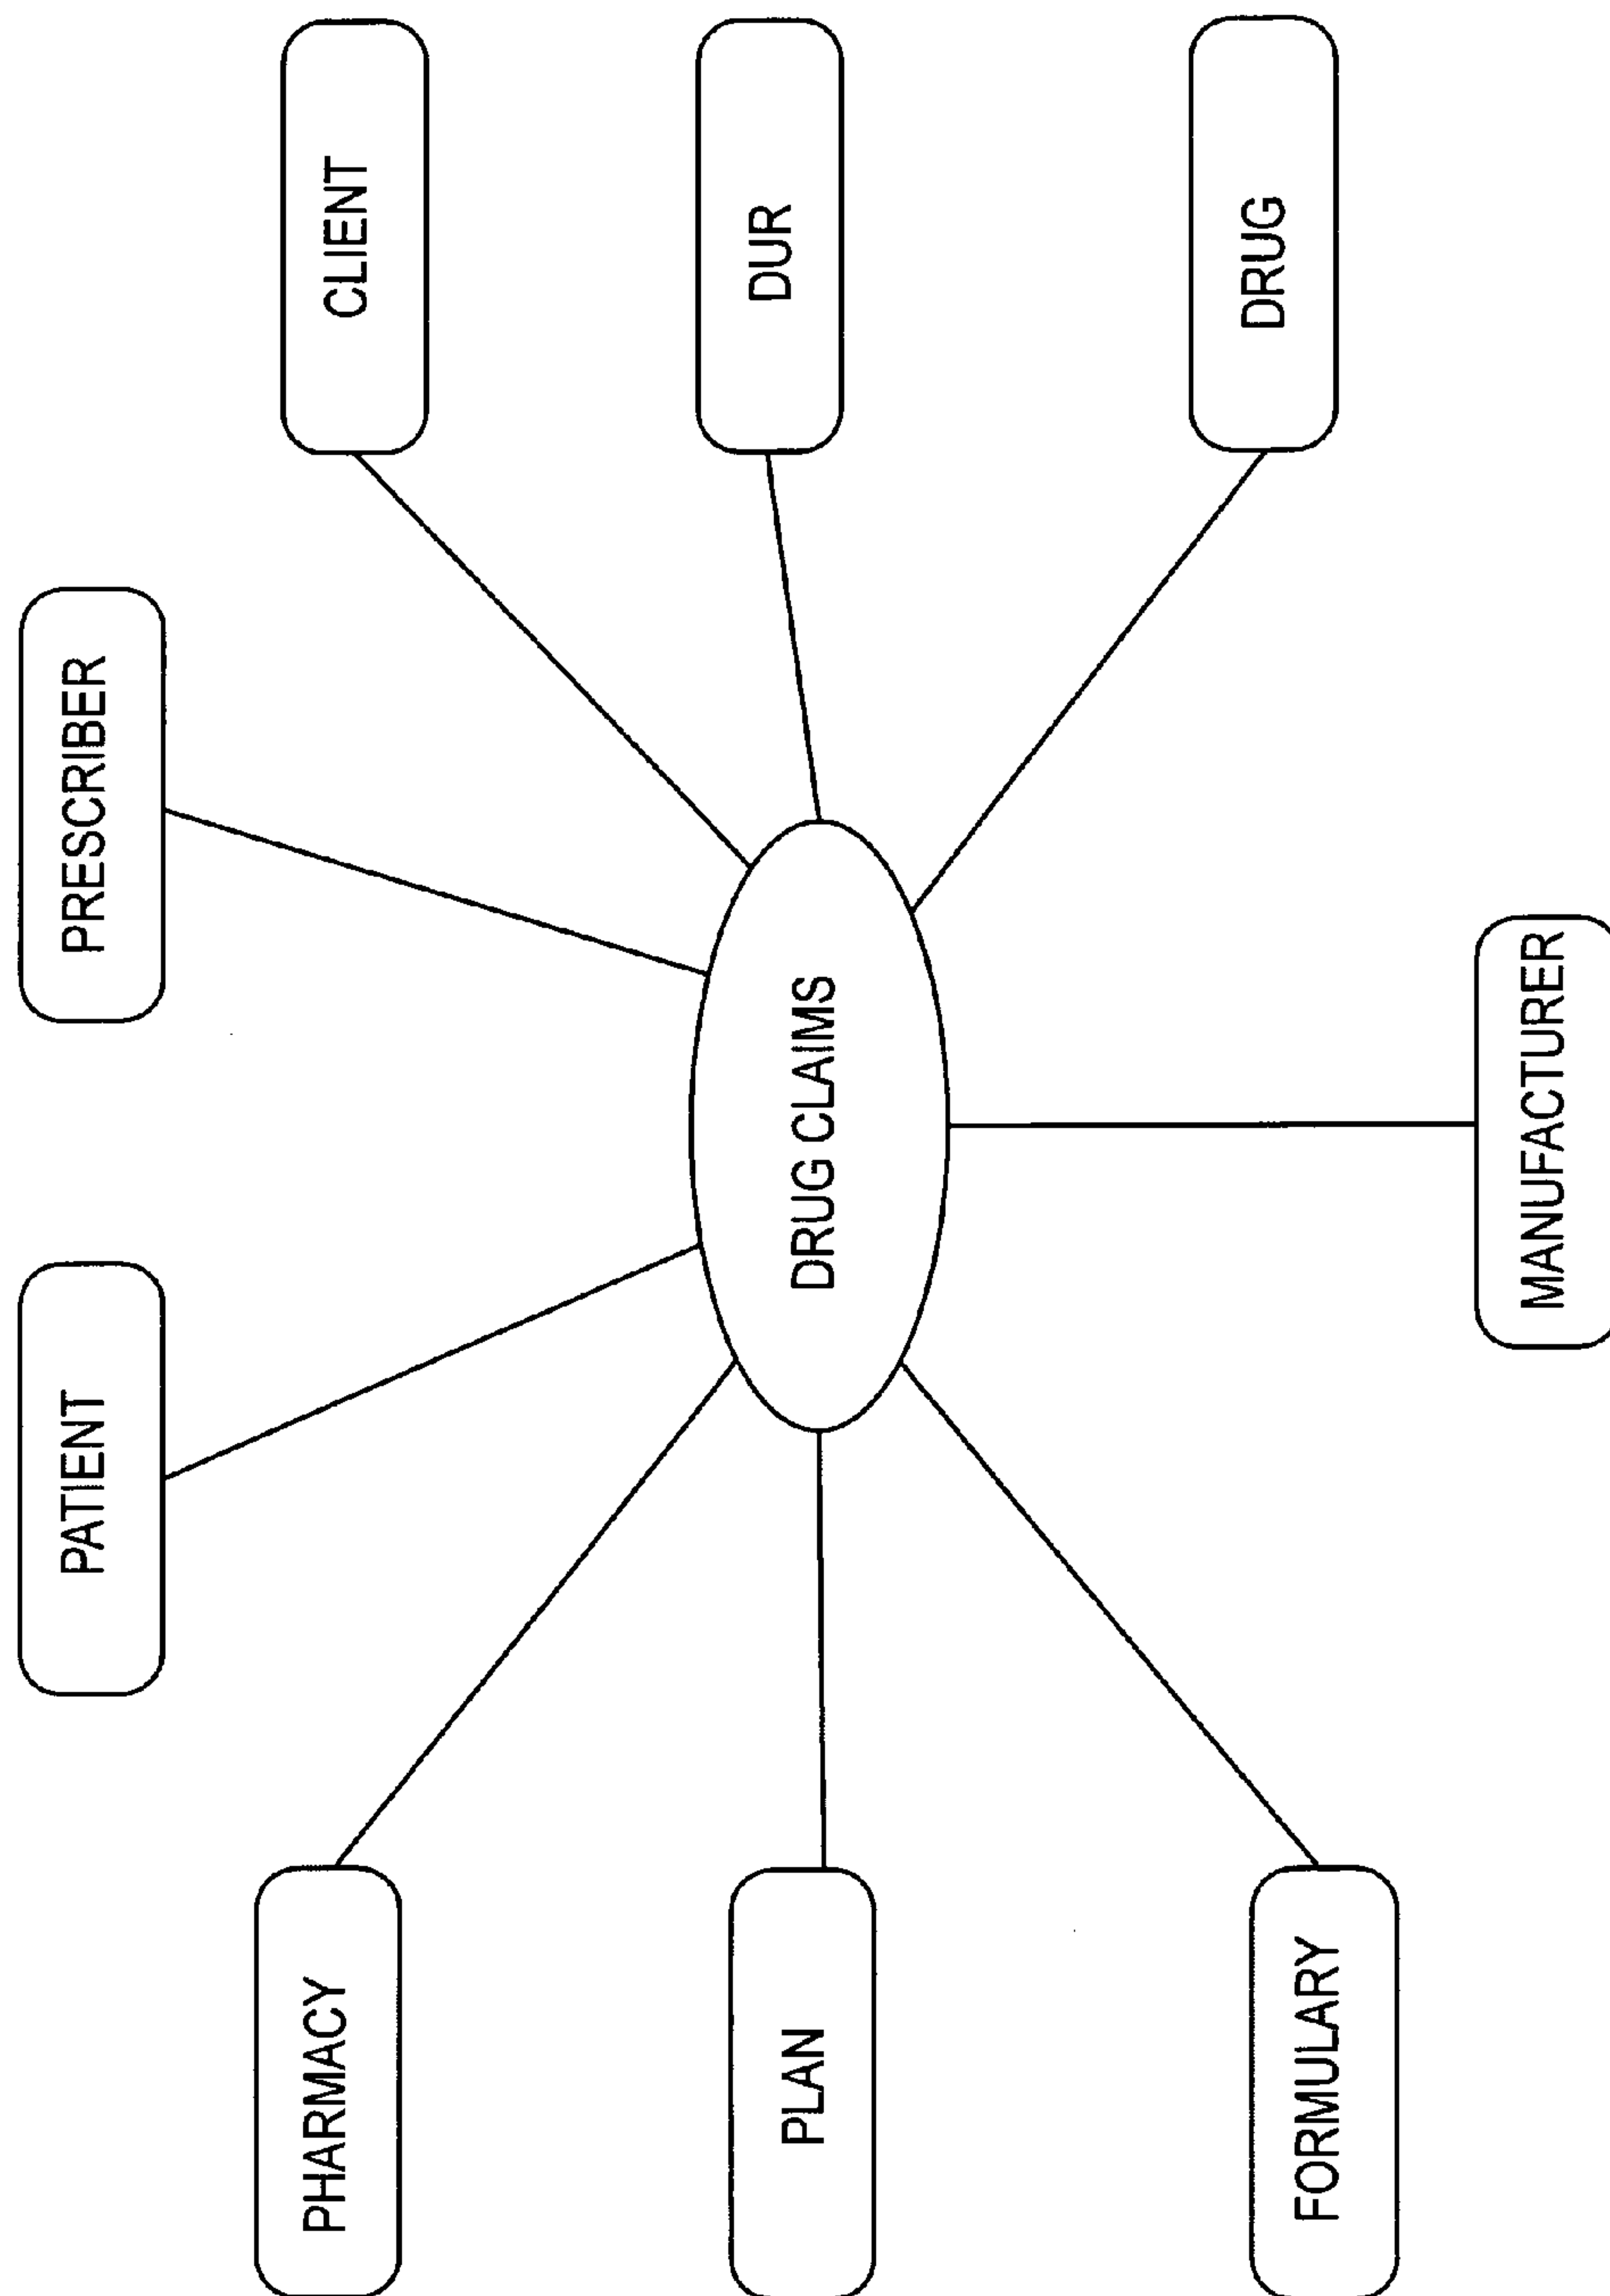 PATIENT
PRESCRIBER
PHARMACY
CLIENT
PLAN
DRUG CLAIMS
DUR
FORMULARY
DRUG
MANUFACTURER